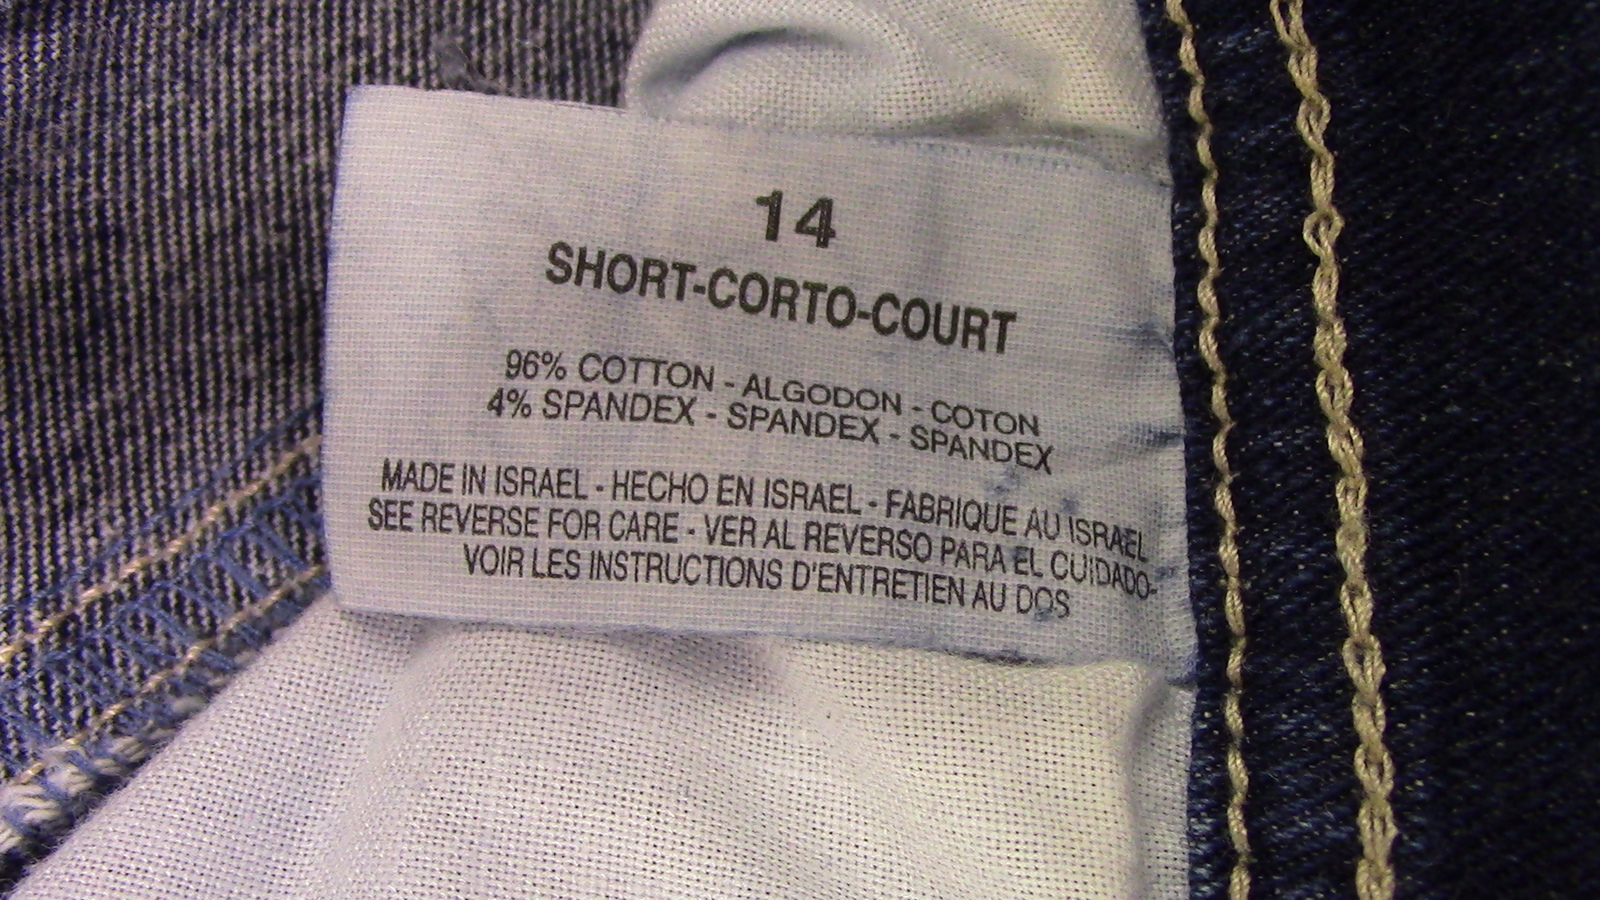 14
SHORT-CORTO-COURT
96% COTTON - ALGODON - COTON
4% SPANDEX - SPANDEX - SPANDEX
MADE IN ISRAEL - HECHO EN ISRAEL - FABRIQUE AU ISRAEL
SEE REVERSE FOR CARE - VER AL REVERSO PARA EL CUIDADO-
VOIR LES INSTRUCTIONS D'ENTRETIEN AU DOS